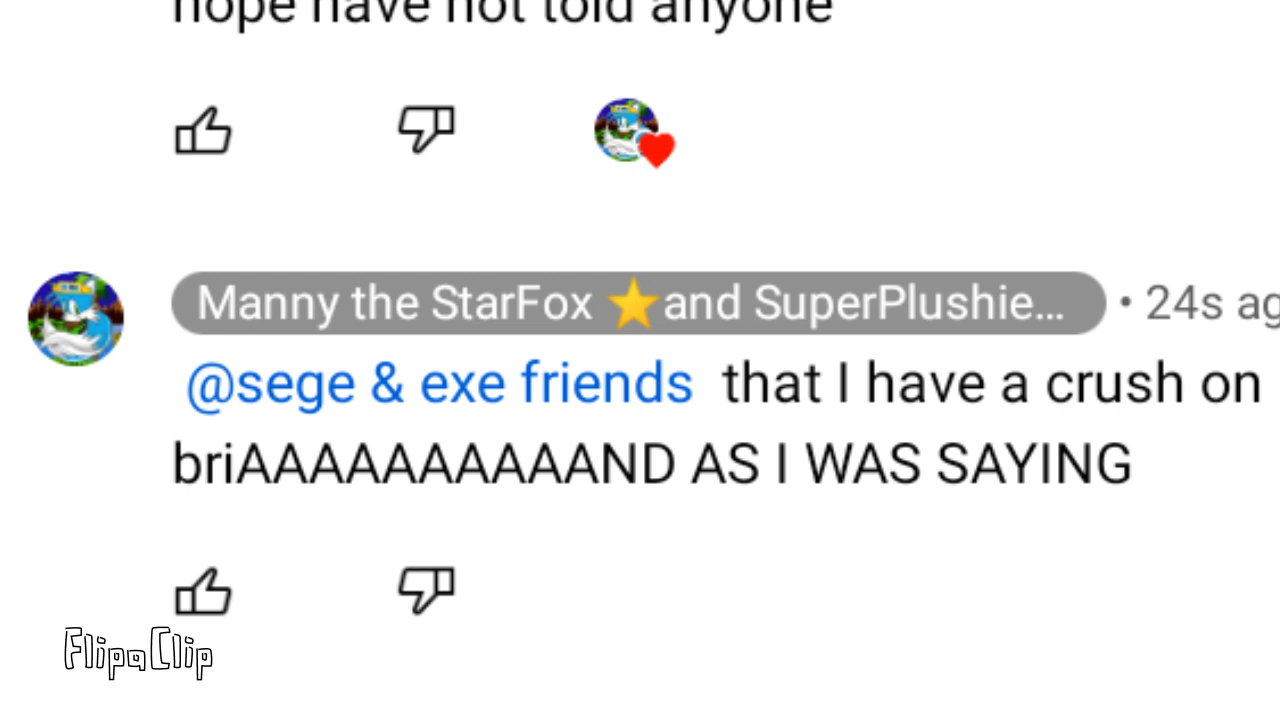 hope have not told anyone
Manny the StarFox ⭐and SuperPlushie... • 24s ag
@sege & exe friends that I have a crush on
briAAAAAAAAAAND AS I WAS SAYING
FlipaClip